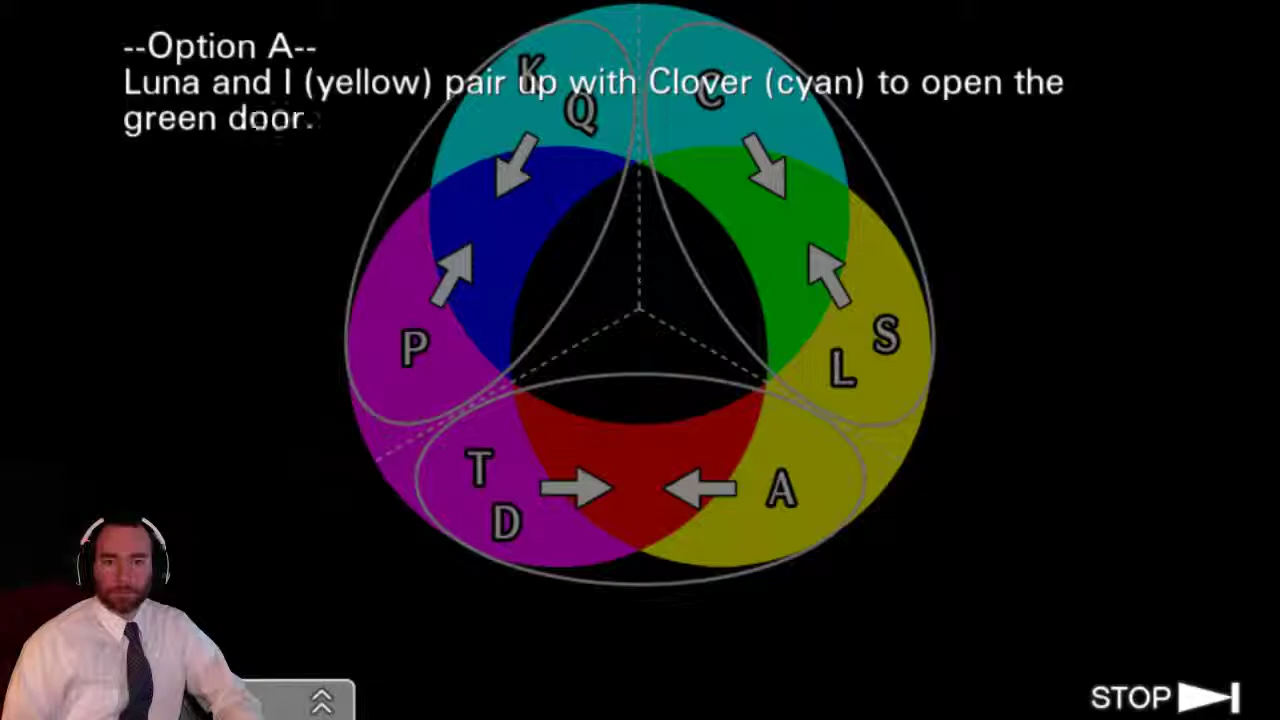 --Option A--
Luna and I (yellow) pair up with Clover (cyan) to open the
green door.
K
Q
C
P
S
L
T
D
A
STOP